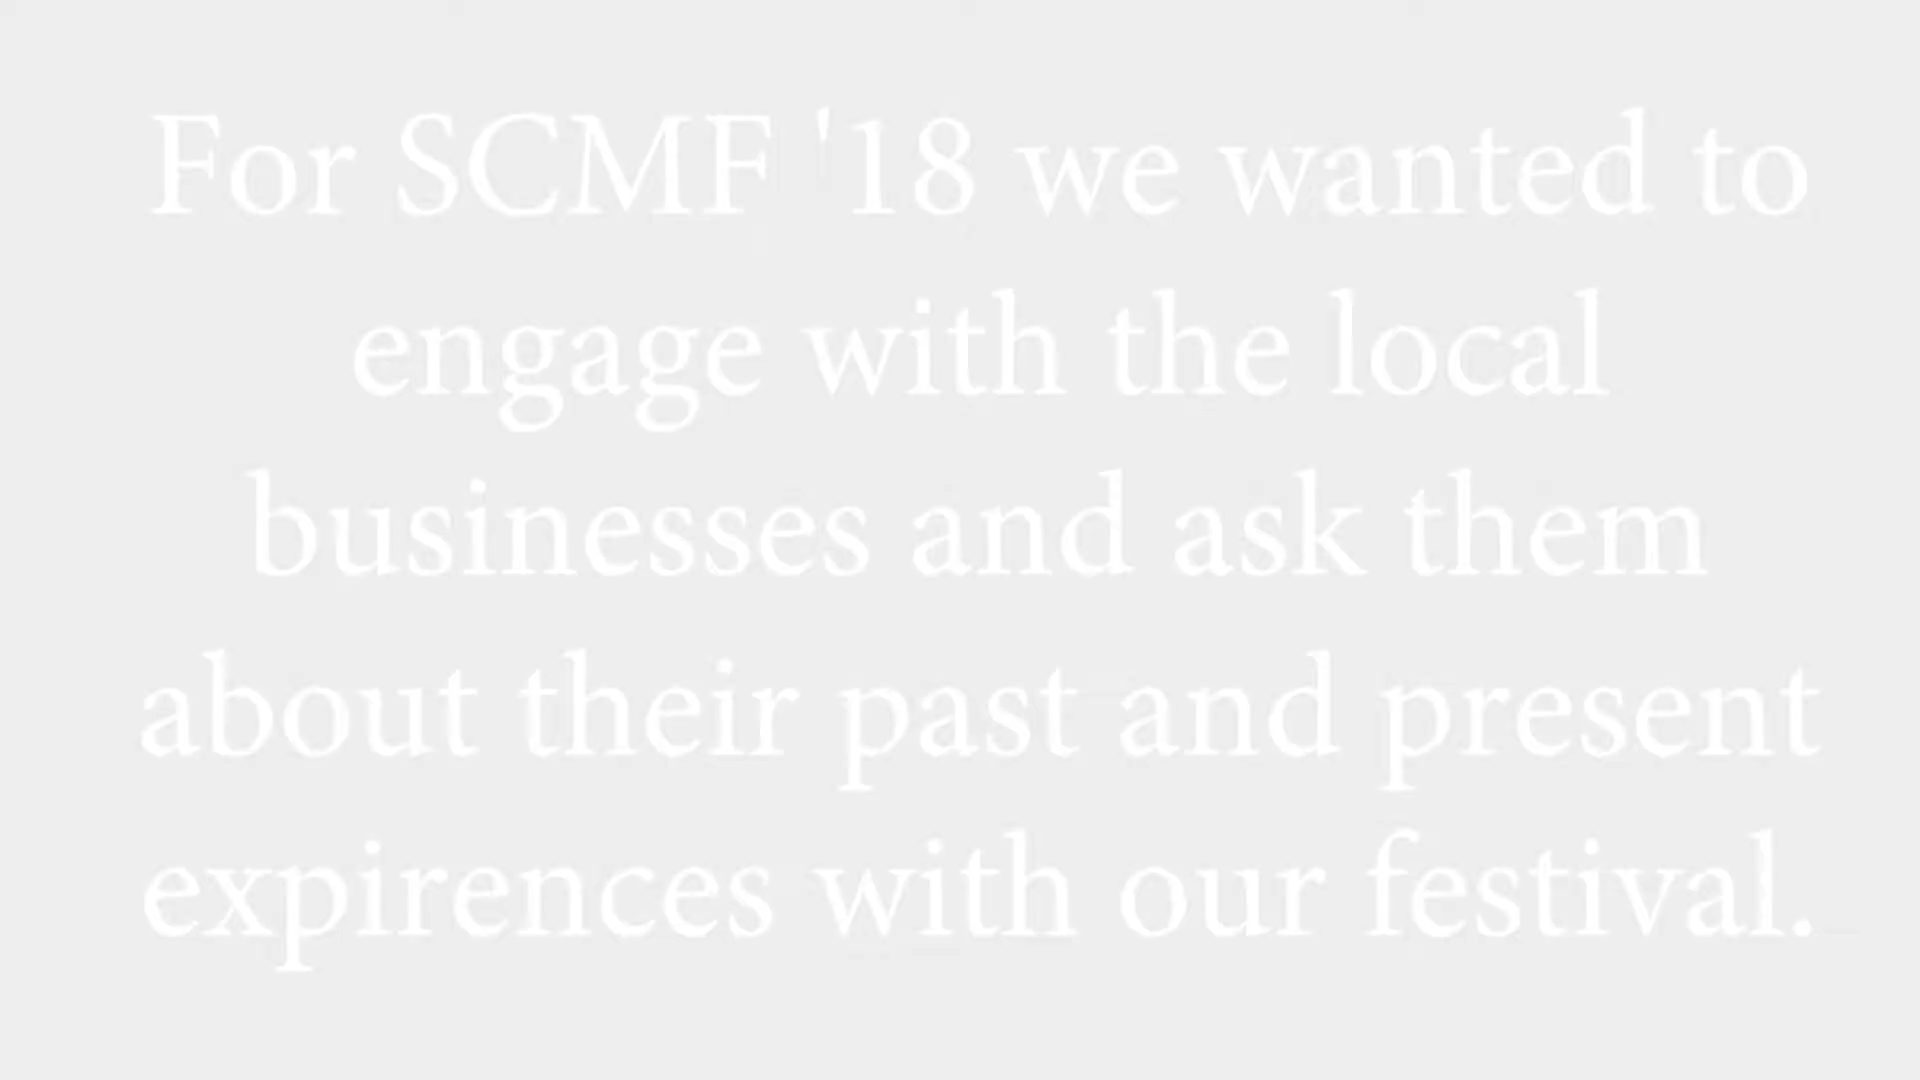 For SCMF '18 we wanted to
engage with the local
businesses and ask them
about their past and present
expirences with our festival.